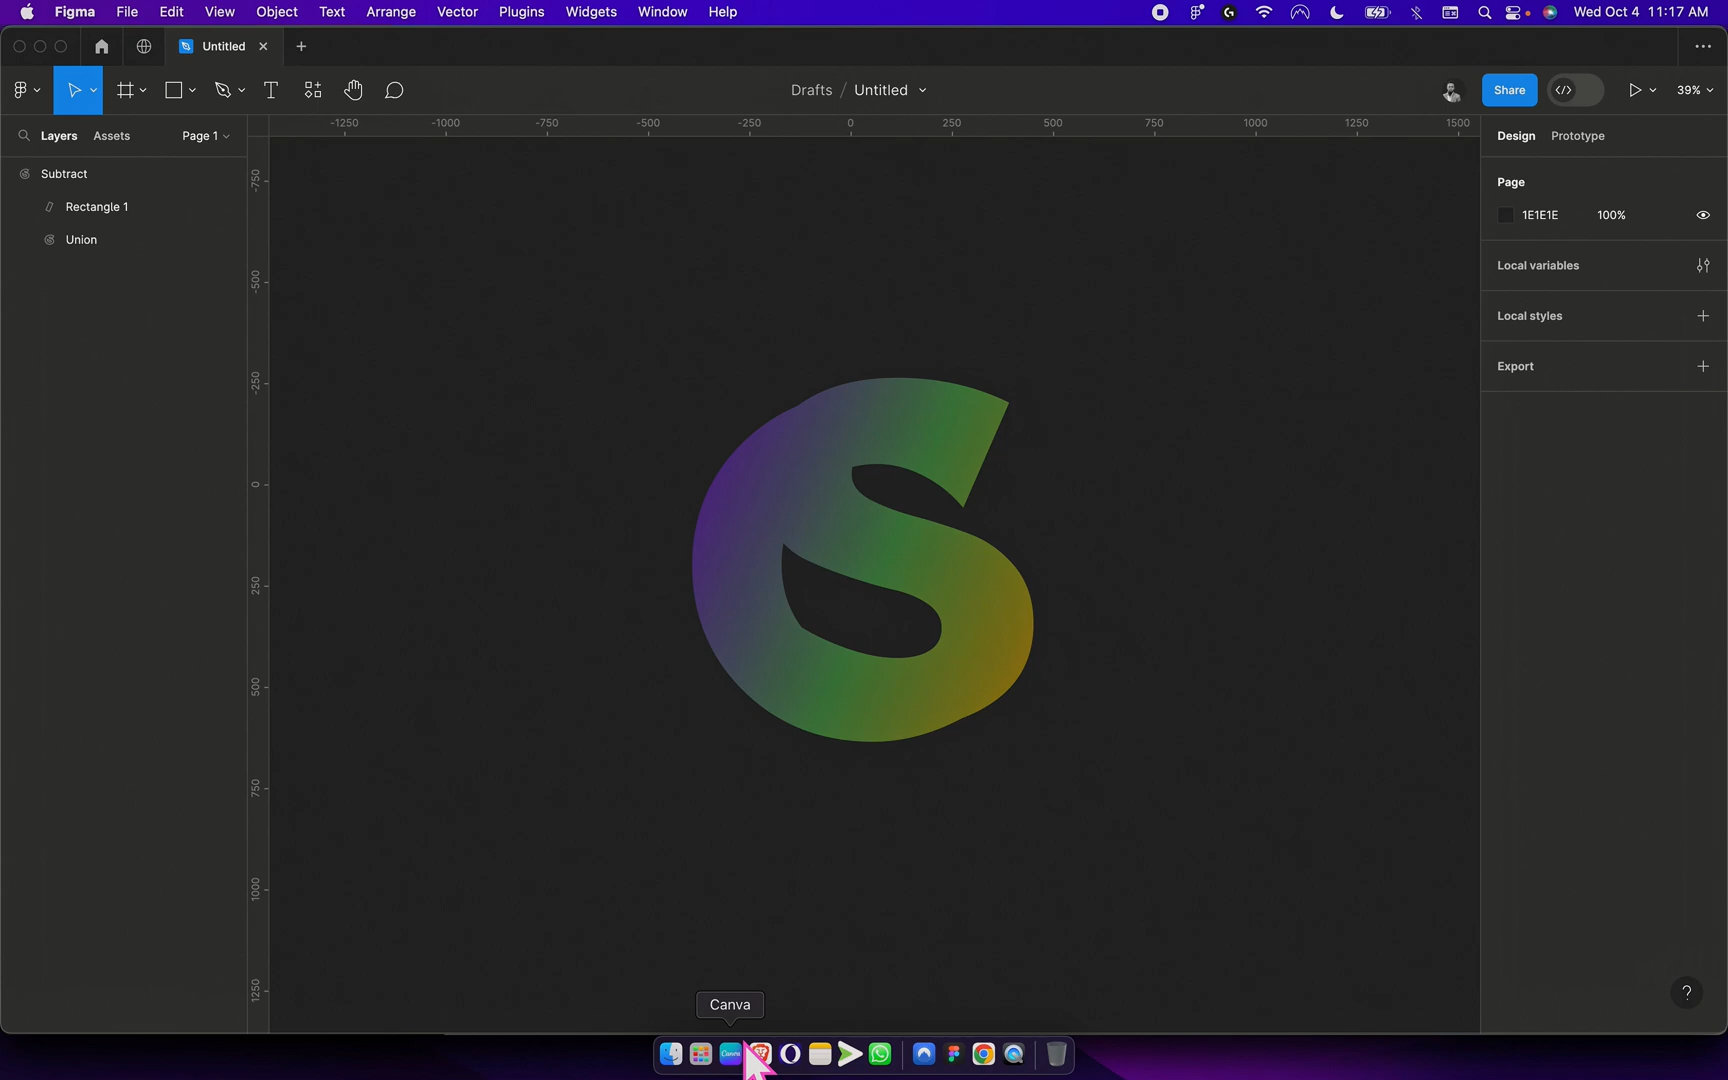 Figma File Edit View Object Text Arrange Vector Plugins Widgets Window Help Wed Oct 4 11:17 AM
Untitled
Drafts / Untitled Share 39%
Layers Assets Page 1
-1250 -1000 -750 -500 -250 0 250 500 750 1000 1250 1500
Design Prototype
Subtract
Rectangle 1
Union
-750
-500
-250
0
250
500
750
1000
1250
Page
1E1E1E 100%
Local variables
Local styles
Export
?
Canva
Canva